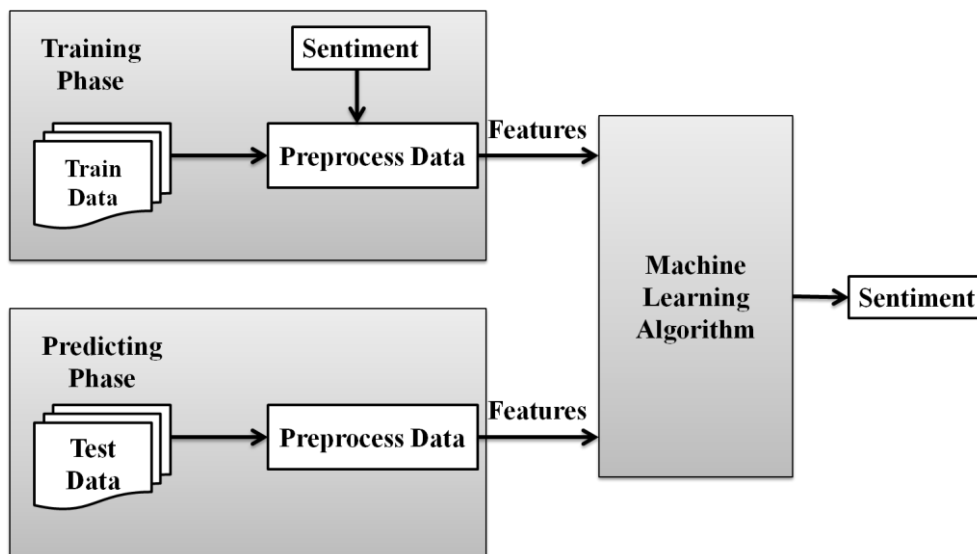 Training
Phase
Sentiment
Train
Data
Preprocess Data
Features
Machine
Learning
Algorithm
Sentiment
Predicting
Phase
Test
Data
Preprocess Data
Features